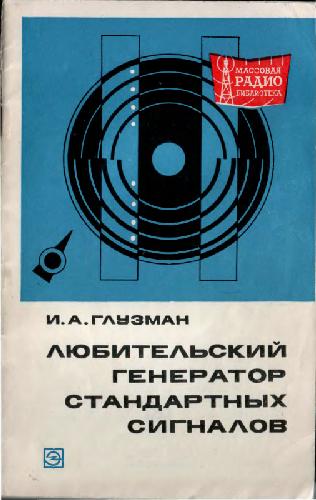 МАССОВАЯ
РАДИО
БИБЛИОТЕКА
И. А. ГЛУЗМАН
ЛЮБИТЕЛЬСКИЙ
ГЕНЕРАТОР
СТАНДАРТНЫХ
СИГНАЛОВ